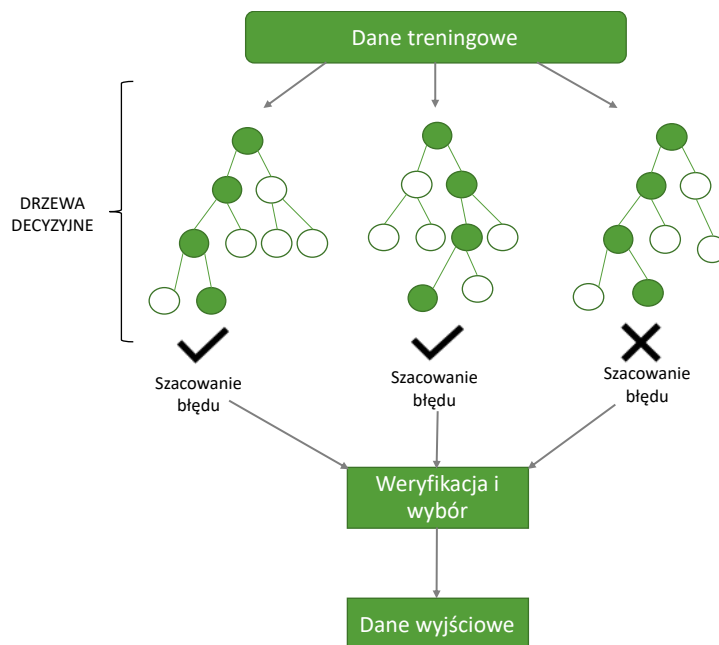 Dane treningowe
DRZEWA
DECYZYJNE
Szacowanie
błędu
Szacowanie
błędu
Szacowanie
błędu
Weryfikacja i
wybór
Dane wyjściowe